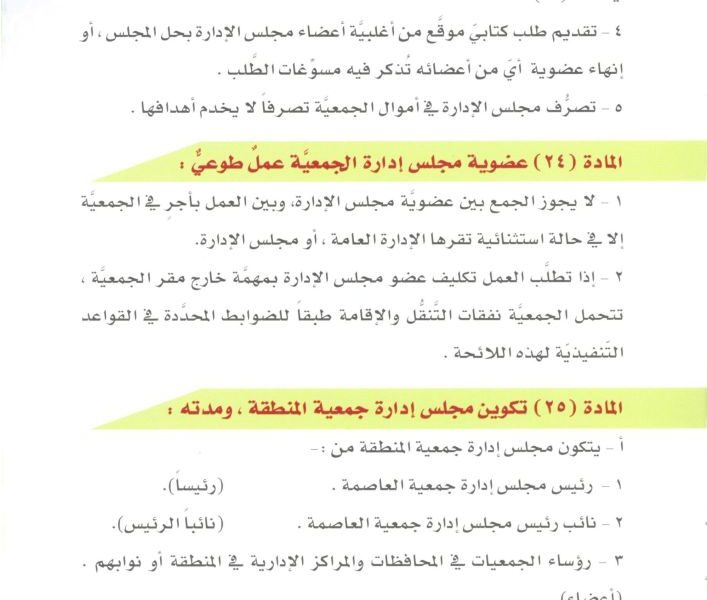 ٤ - تقديم طلب كتابيَ موقَّع من أغلبيَّة أعضاء مجلس الإدارة بحل المجلس ، أو
إنهاء عضوية أيَ من أعضائه تُذكر فيه مسوِّغات الطَّلب .
٥ - تصرُّف مجلس الإدارة في أموال الجمعيَّة تصرفاً لا يخدم أهدافها .
المادة (٢٤) عضوية مجلس إدارة الجمعيَّة عملٌ طوعيٌّ :
١ - لا يجوز الجمع بين عضويَّة مجلس الإدارة، وبين العمل بأجرٍ في الجمعيَّة
إلا في حالة استثنائية تقرها الإدارة العامة ، أو مجلس الإدارة.
٢ - إذا تطلَّب العمل تكليف عضو مجلس الإدارة بمهمَّة خارج مقر الجمعيَّة ،
تتحمل الجمعيَّة نفقات التَّنقُّل والإقامة طبقاً للضوابط المحدَّدة في القواعد
التَنفيذيَة لهذه اللائحة .
المادة (٢٥) تكوين مجلس إدارة جمعية المنطقة ، ومدته :
أ - يتكون مجلس إدارة جمعية المنطقة من :-
١ - رئيس مجلس إدارة جمعية العاصمة . (رئيساً).
٢ - نائب رئيس مجلس إدارة جمعية العاصمة . (نائباً الرئيس).
٣ - رؤساء الجمعيات في المحافظات والمراكز الإدارية في المنطقة أو نوابهم .
(أعضاء)